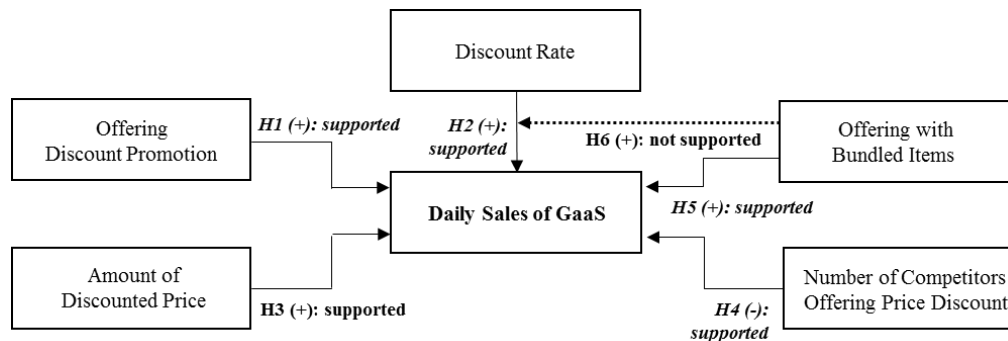 Discount Rate
Offering
Discount Promotion
H1 (+): supported
H2 (+):
supported
H6 (+): not supported
Offering with
Bundled Items
Daily Sales of GaaS
H5 (+): supported
Amount of
Discounted Price
H3 (+): supported
H4 (-):
supported
Number of Competitors
Offering Price Discount